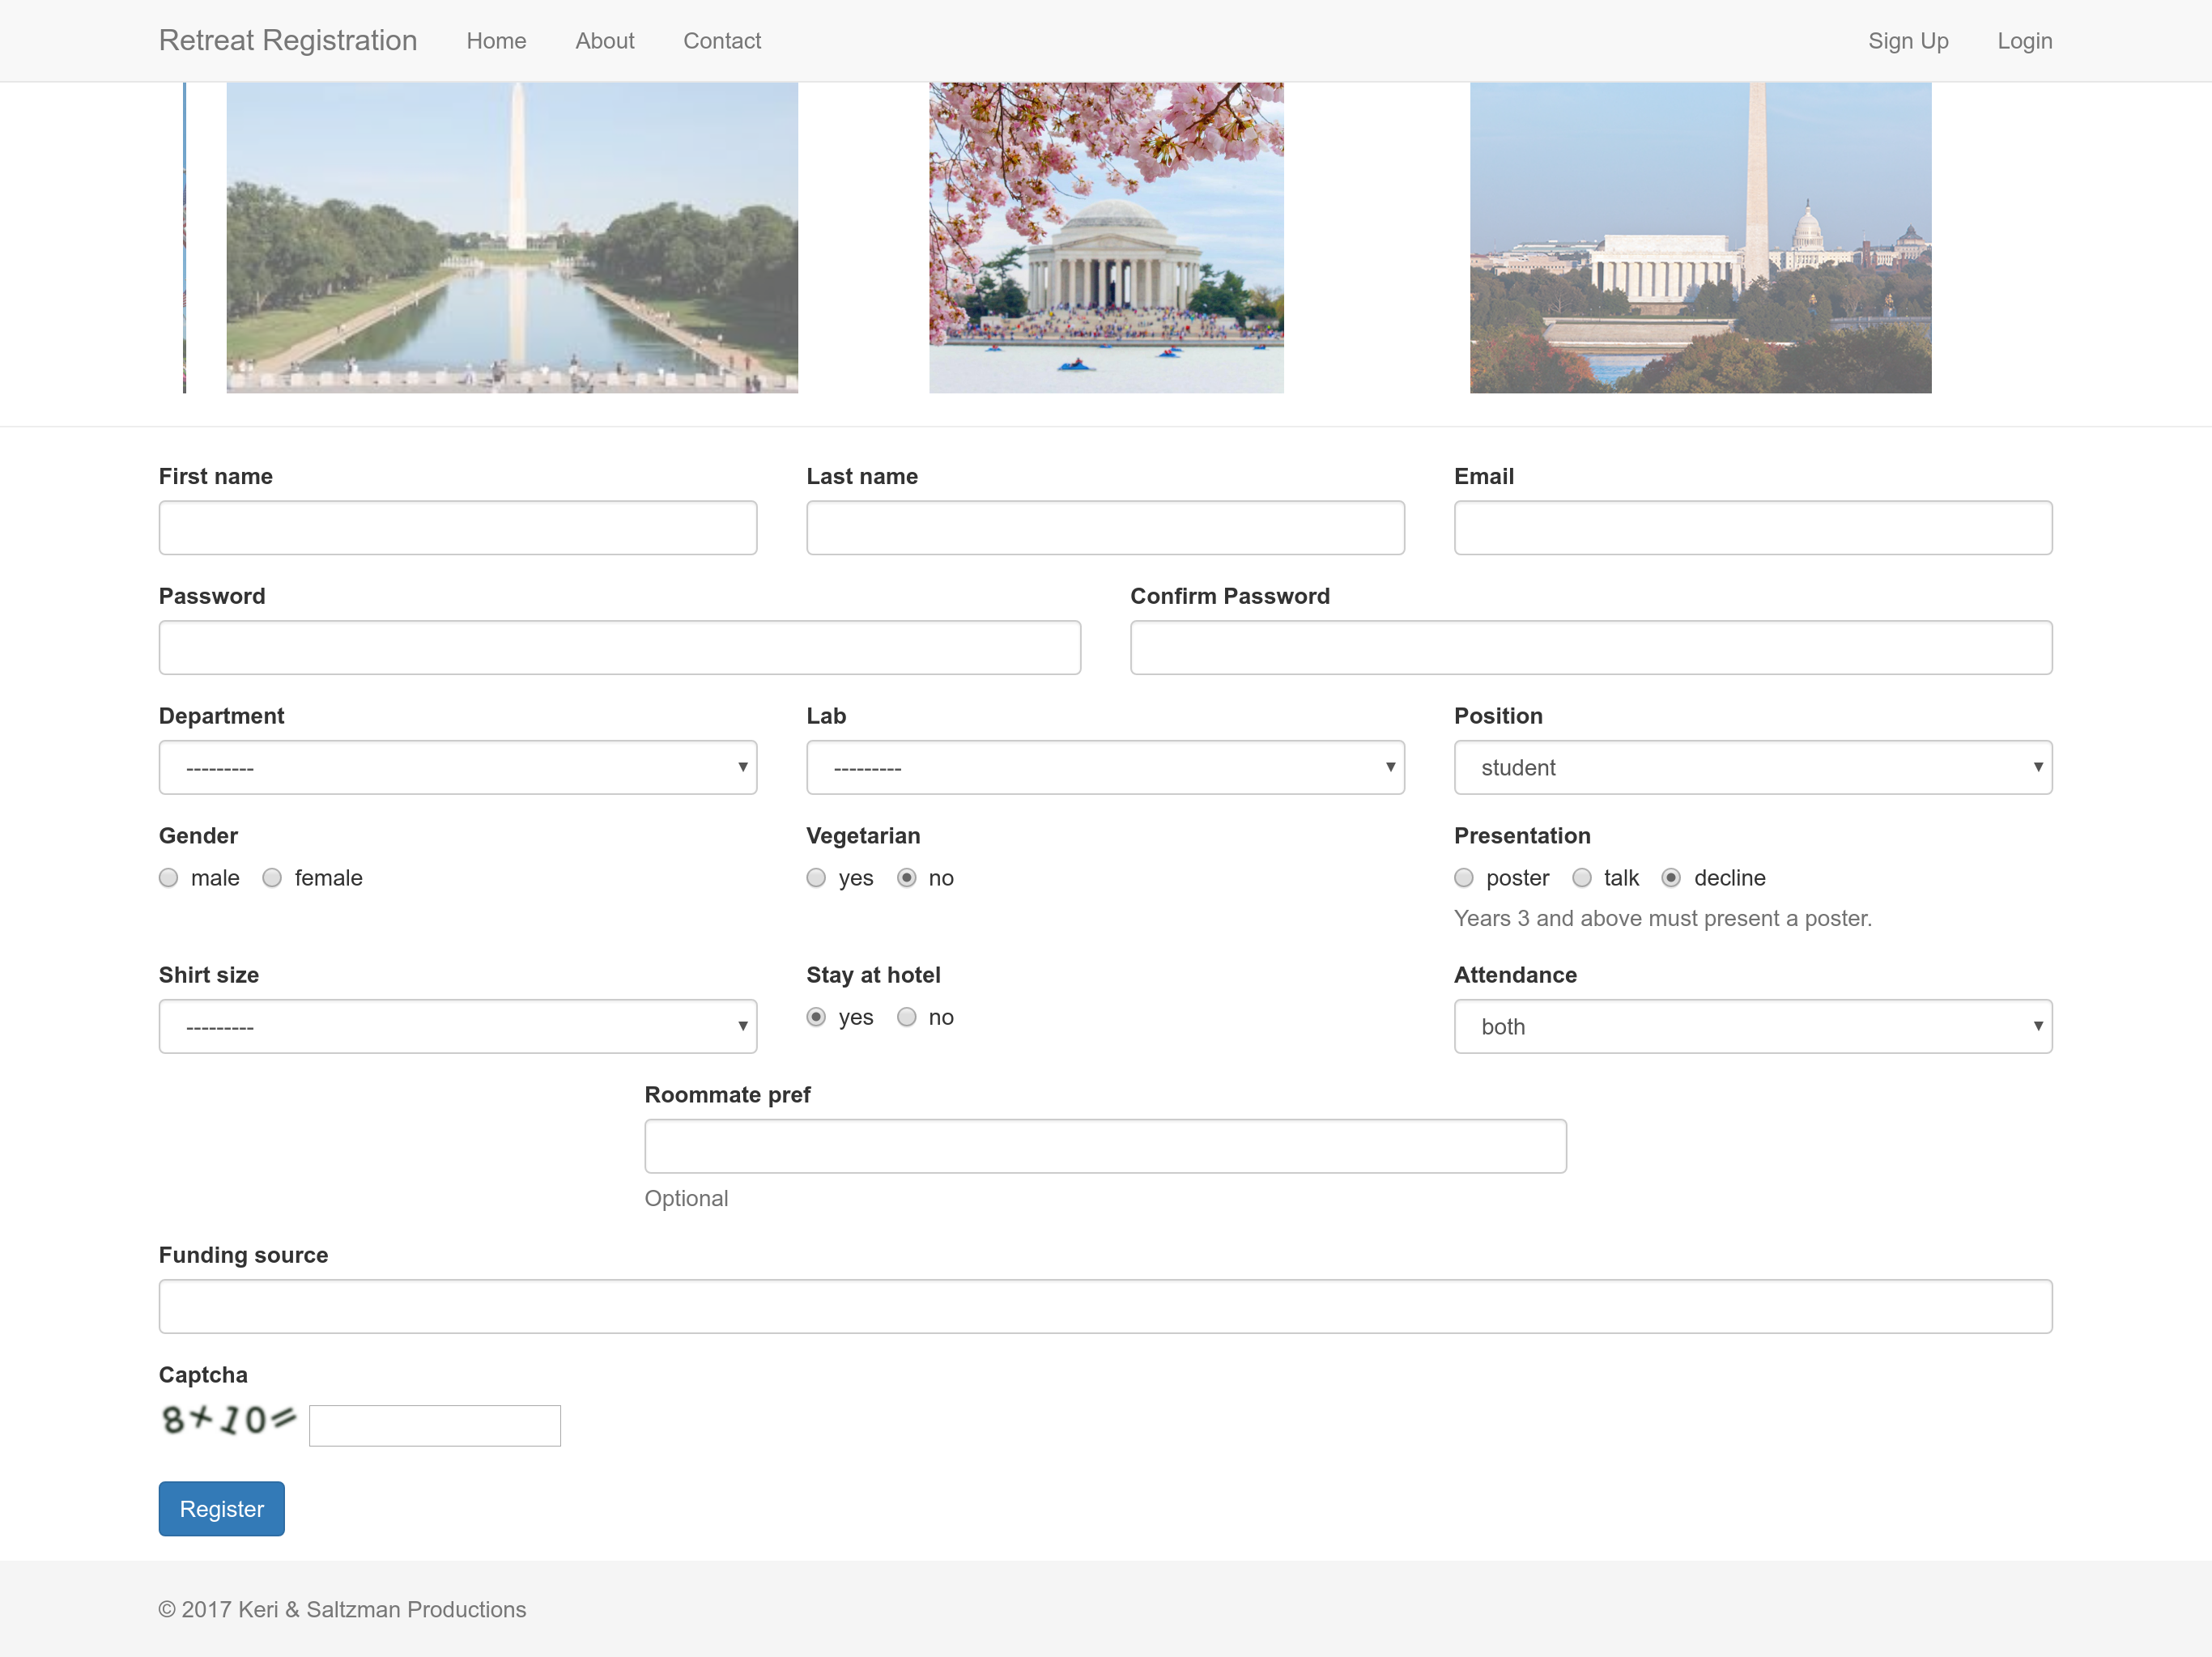 Retreat Registration Home About Contact Sign Up Login
First name Last name Email
Password Confirm Password
Department Lab Position
--------- --------- student
Gender Vegetarian Presentation
male female yes no poster talk decline
Years 3 and above must present a poster.
Shirt size Stay at hotel Attendance
--------- yes no both
Roommate pref
Optional
Funding source
Captcha
8+10=
Register
© 2017 Keri & Saltzman Productions